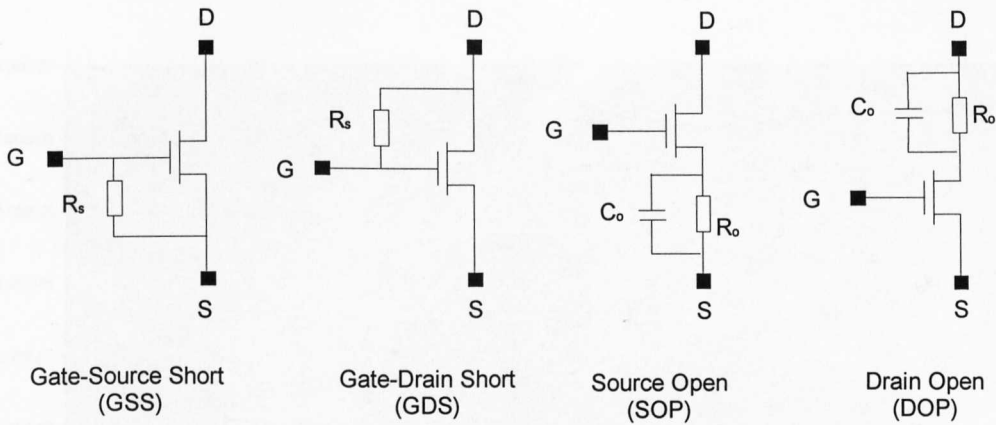 D
G
Rₛ
S
Gate-Source Short
(GSS)
D
Rₛ
G
S
Gate-Drain Short
(GDS)
D
G
Cₒ
Rₒ
S
Source Open
(SOP)
D
Cₒ
Rₒ
G
S
Drain Open
(DOP)